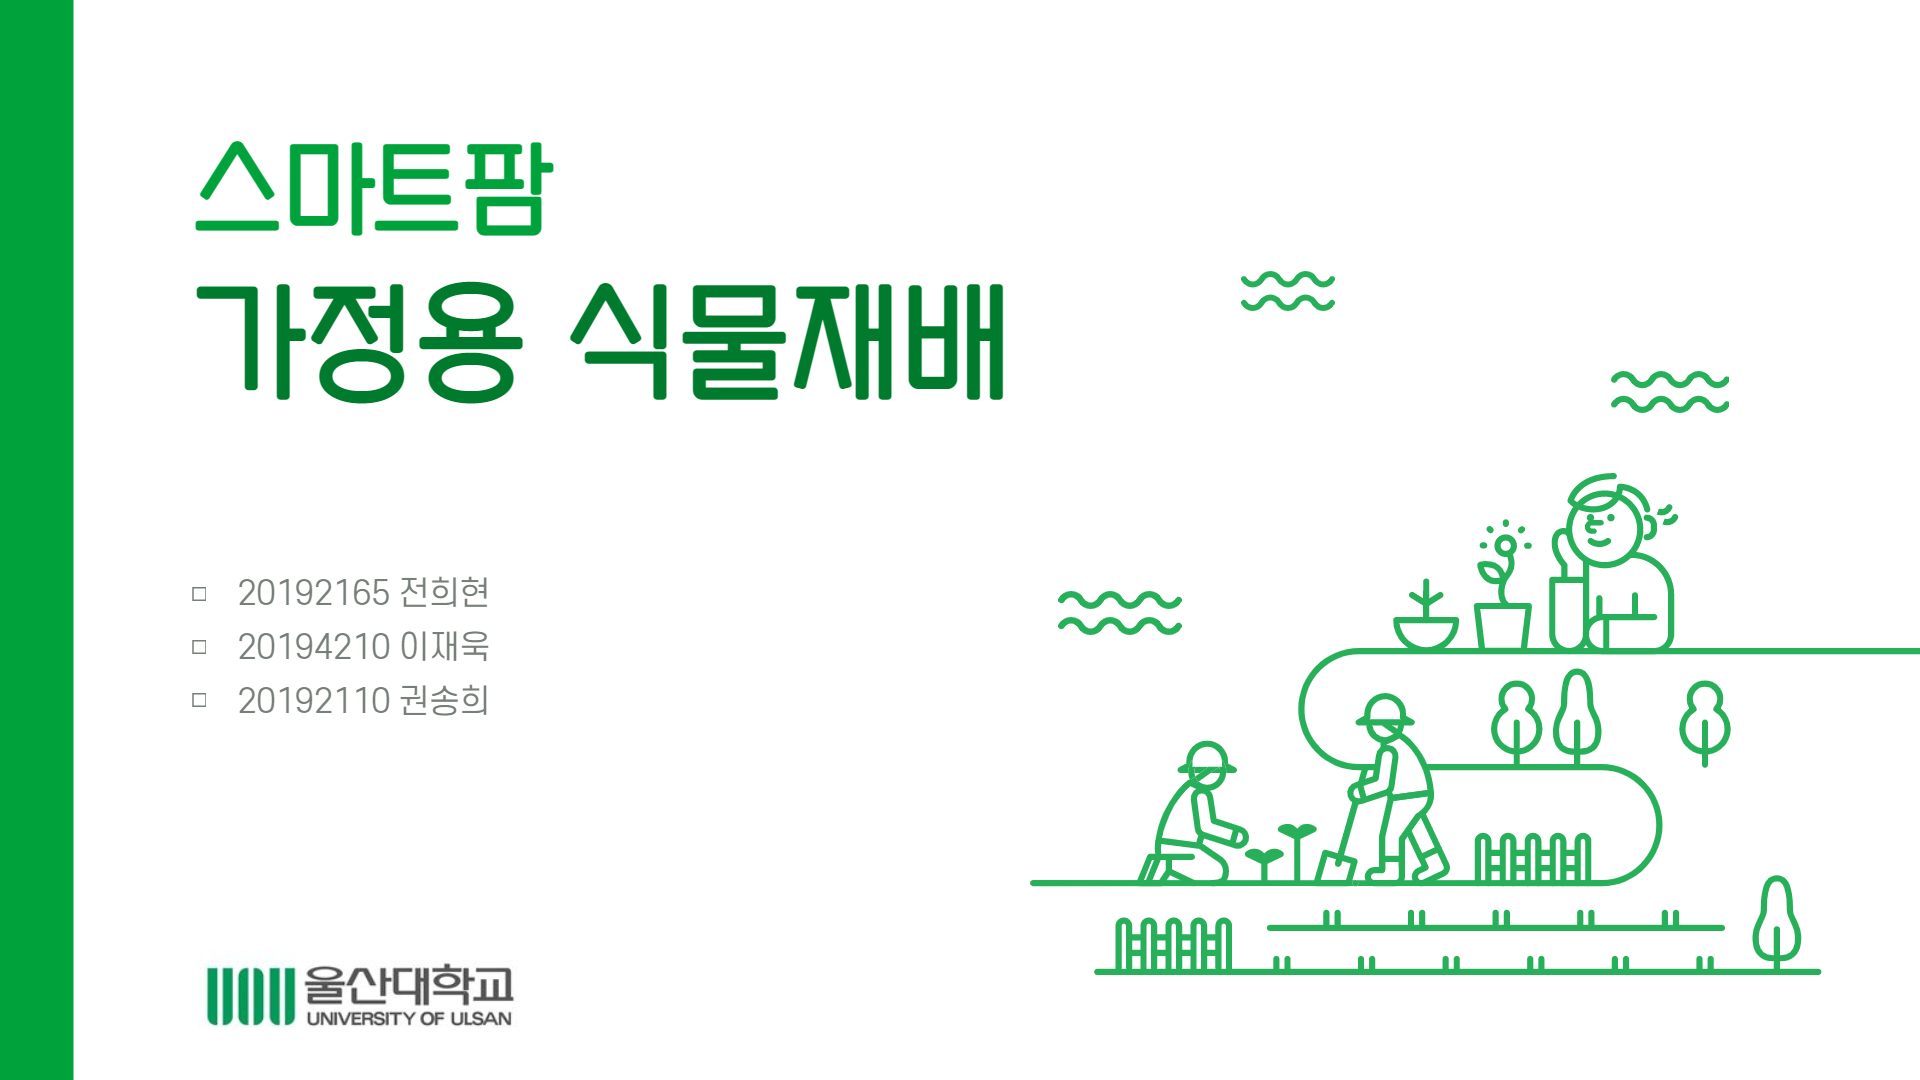 스마트팜
가정용 식물재배
20192165 전희현
20194210 이재욱
20192110 권송희
울산대학교
UNIVERSITY OF ULSAN